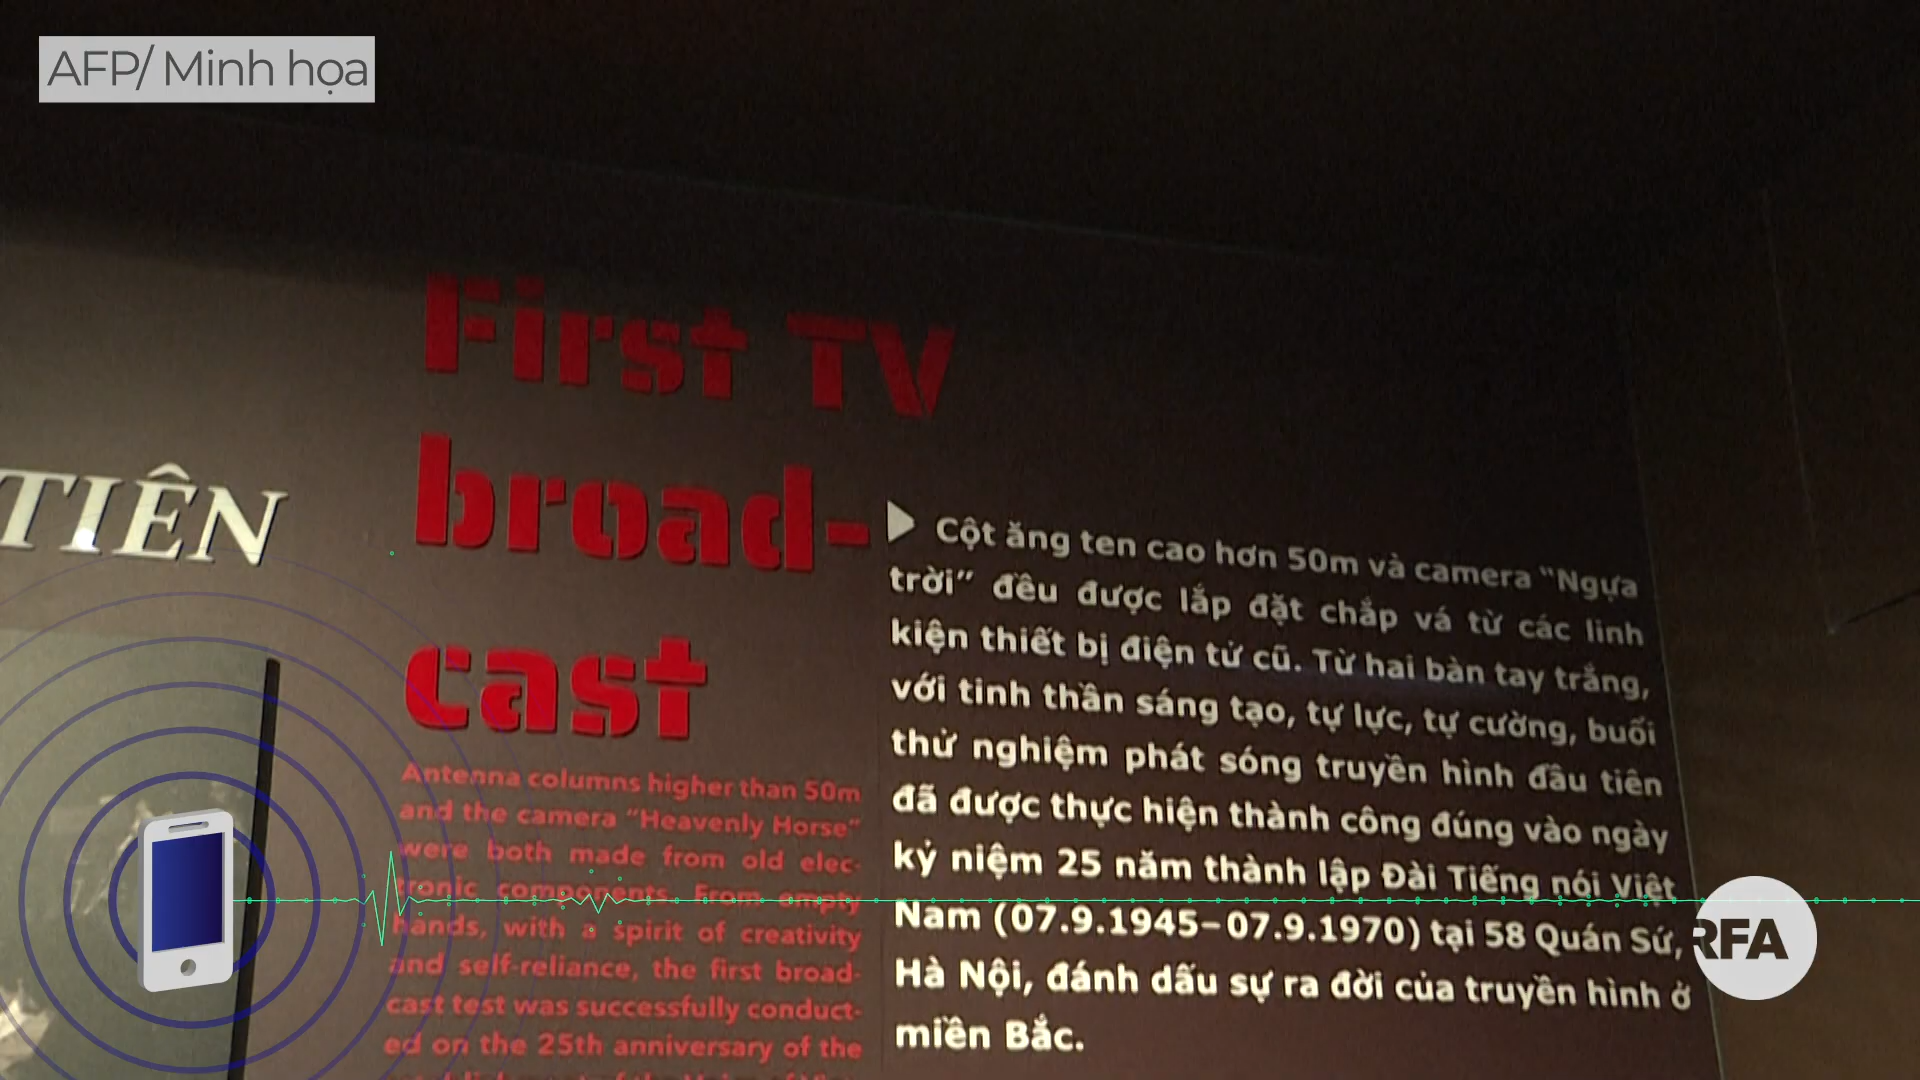 AFP/ Minh họa
TIÊN
First TV
broad-
cast
Antenna columns higher than 50m
and the camera “Heavenly Horse”
were both made from old elec-
tronic components. From empty
hands, with a spirit of creativity
and self-reliance, the first broad-
cast test was successfully conduct-
ed on the 25th anniversary of the
Cột ăng ten cao hơn 50m và camera “Ngựa
trời” đều được lắp đặt chắp vá từ các linh
kiện thiết bị điện tử cũ. Từ hai bàn tay trắng,
với tinh thần sáng tạo, tự lực, tự cường, buổi
thử nghiệm phát sóng truyền hình đầu tiên
đã được thực hiện thành công đúng vào ngày
kỷ niệm 25 năm thành lập Đài Tiếng nói Việt
Nam (07.9.1945–07.9.1970) tại 58 Quán Sứ,
Hà Nội, đánh dấu sự ra đời của truyền hình ở
miền Bắc.
RFA